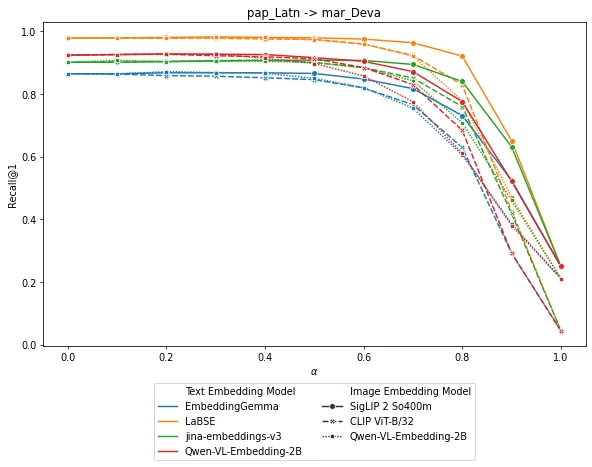 pap_Latn -> mar_Deva
Recall@1
1.0
0.8
0.6
0.4
0.2
0.0
0.0 0.2 0.4 0.6 0.8 1.0
α
Text Embedding Model
EmbeddingGemma
LaBSE
jina-embeddings-v3
Qwen-VL-Embedding-2B
Image Embedding Model
SigLIP 2 So400m
CLIP ViT-B/32
Qwen-VL-Embedding-2B